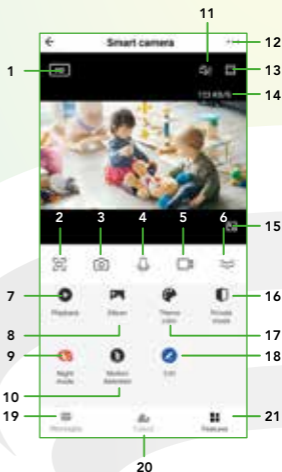 11
← Smart camera ... 12
1 HD 13
113 KB/S 14
15
2 3 4 5 6
7 16
Playback Album Theme color Private mode
8 17
9 18
Night mode Motion detection Edit
10
19 21
Messages Features
20